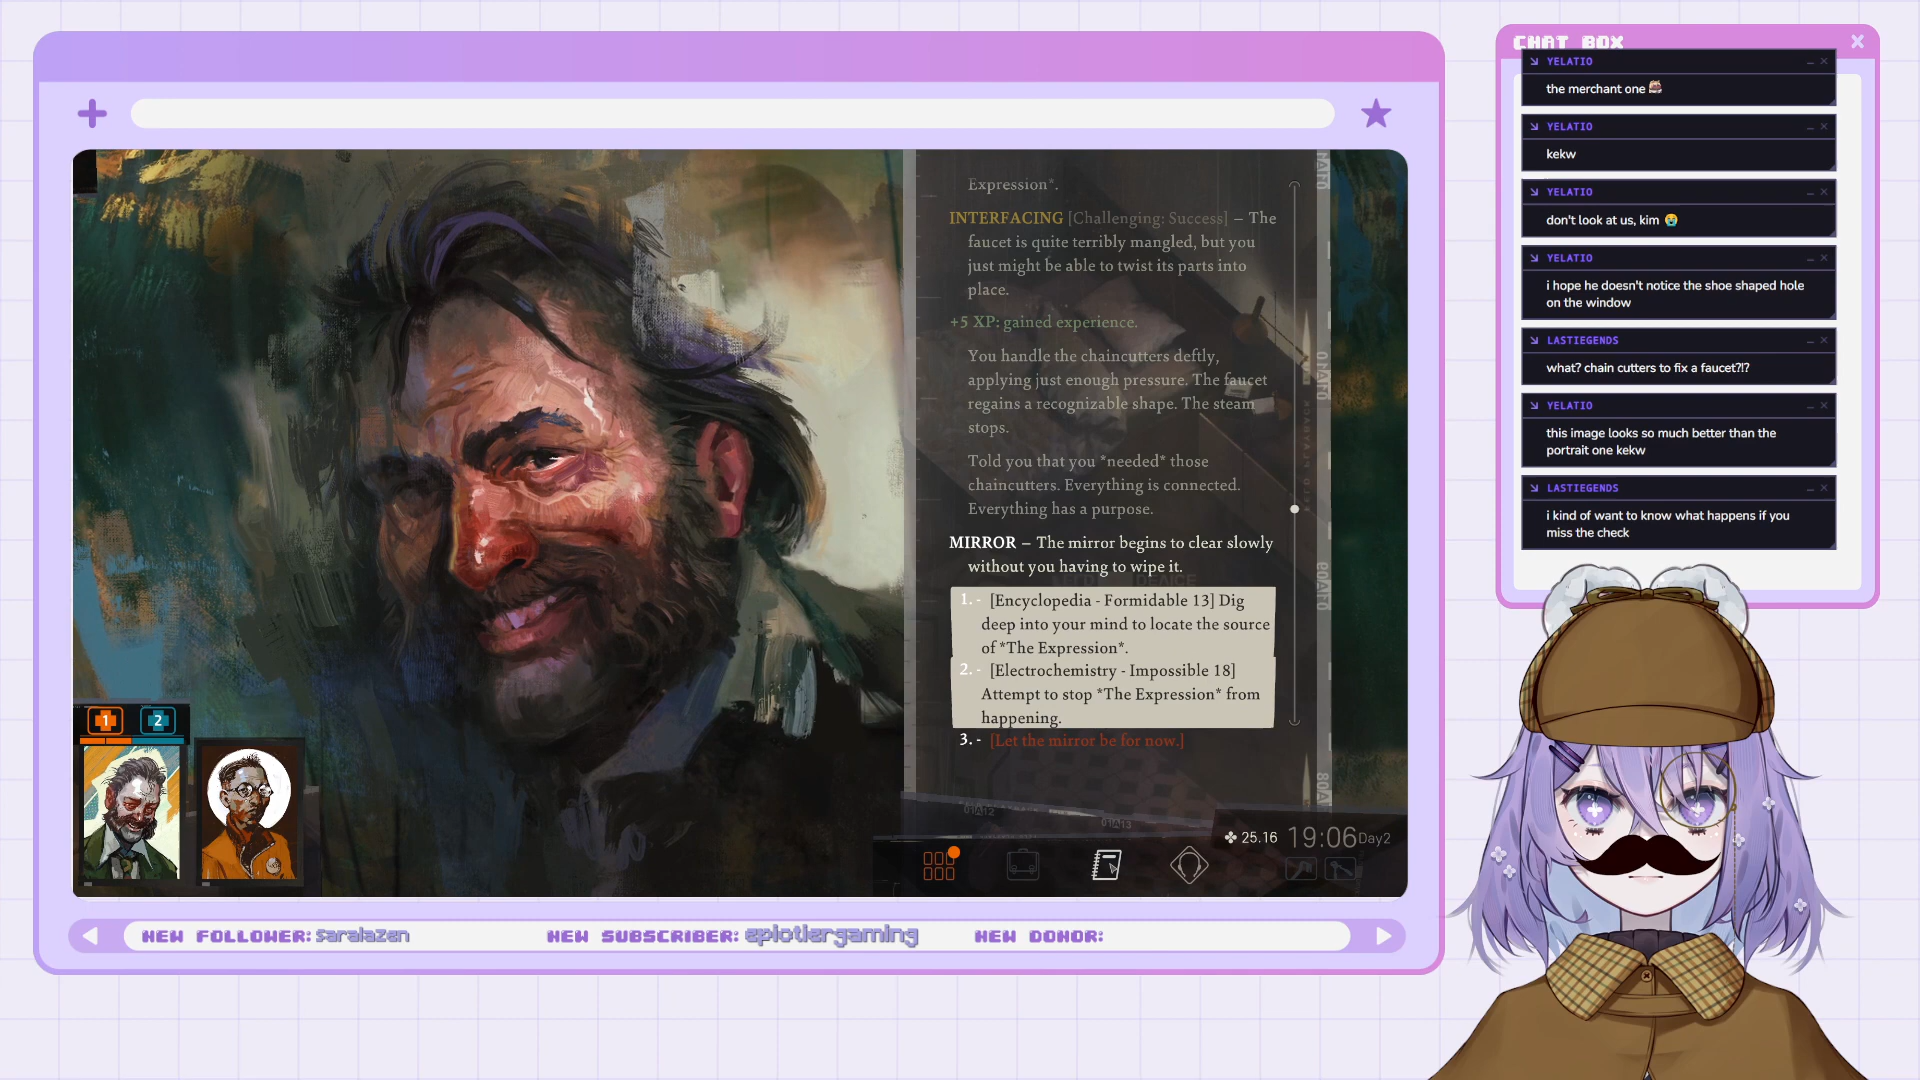 CHAT BOX
YELATIO
the merchant one
YELATIO
kekw
YELATIO
don't look at us, kim 😭
YELATIO
i hope he doesn't notice the shoe shaped hole
on the window
LASTIEGENDS
what? chain cutters to fix a faucet?!?
YELATIO
this image looks so much better than the
portrait one kekw
LASTIEGENDS
i kind of want to know what happens if you
miss the check
Expression*.
INTERFACING [Challenging: Success] – The
faucet is quite terribly mangled, but you
just might be able to twist its parts into
place.
+5 XP: gained experience.
You handle the chaincutters deftly,
applying just enough pressure. The faucet
regains a recognizable shape. The steam
stops.
Told you that you *needed* those
chaincutters. Everything is connected.
Everything has a purpose.
MIRROR – The mirror begins to clear slowly
without you having to wipe it.
1. - [Encyclopedia - Formidable 13] Dig
deep into your mind to locate the source
of *The Expression*.
2. - [Electrochemistry - Impossible 18]
Attempt to stop *The Expression* from
happening.
3. - [Let the mirror be for now.]
1 2
25.16 19:06 Day2
NEW FOLLOWER: saralazen NEW SUBSCRIBER: eplotiergaming NEW DONOR: